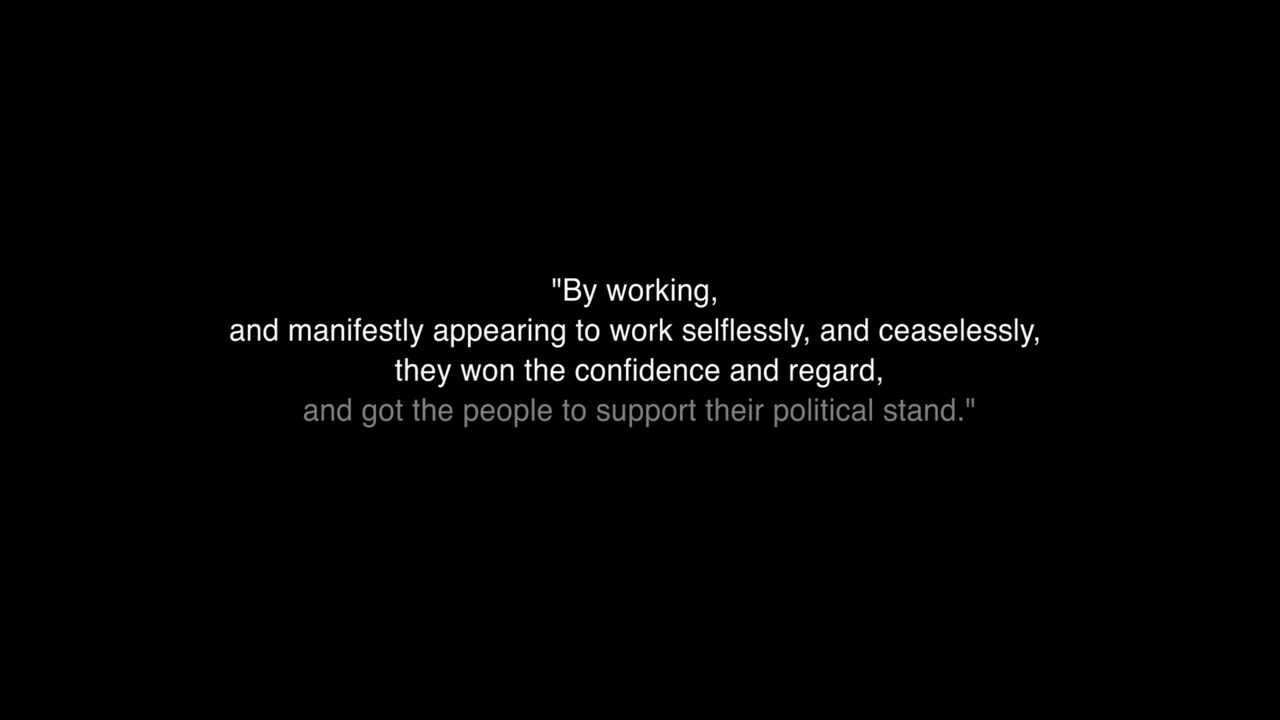 "By working,
and manifestly appearing to work selflessly, and ceaselessly,
they won the confidence and regard,
and got the people to support their political stand."